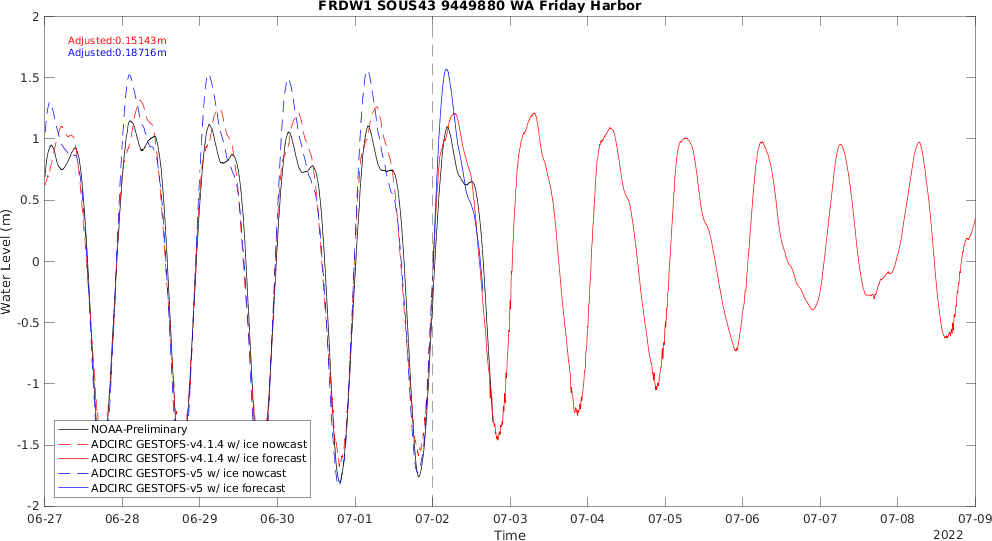 FRDW1 SOUS43 9449880 WA Friday Harbor
Adjusted:0.15143m
Adjusted:0.18716m
2
1.5
1
0.5
0
-0.5
-1
-1.5
-2
Water Level (m)
NOAA-Preliminary
ADCIRC GESTOFS-v4.1.4 w/ ice nowcast
ADCIRC GESTOFS-v4.1.4 w/ ice forecast
ADCIRC GESTOFS-v5 w/ ice nowcast
ADCIRC GESTOFS-v5 w/ ice forecast
06-27 06-28 06-29 06-30 07-01 07-02 07-03 07-04 07-05 07-06 07-07 07-08 07-09
Time
2022